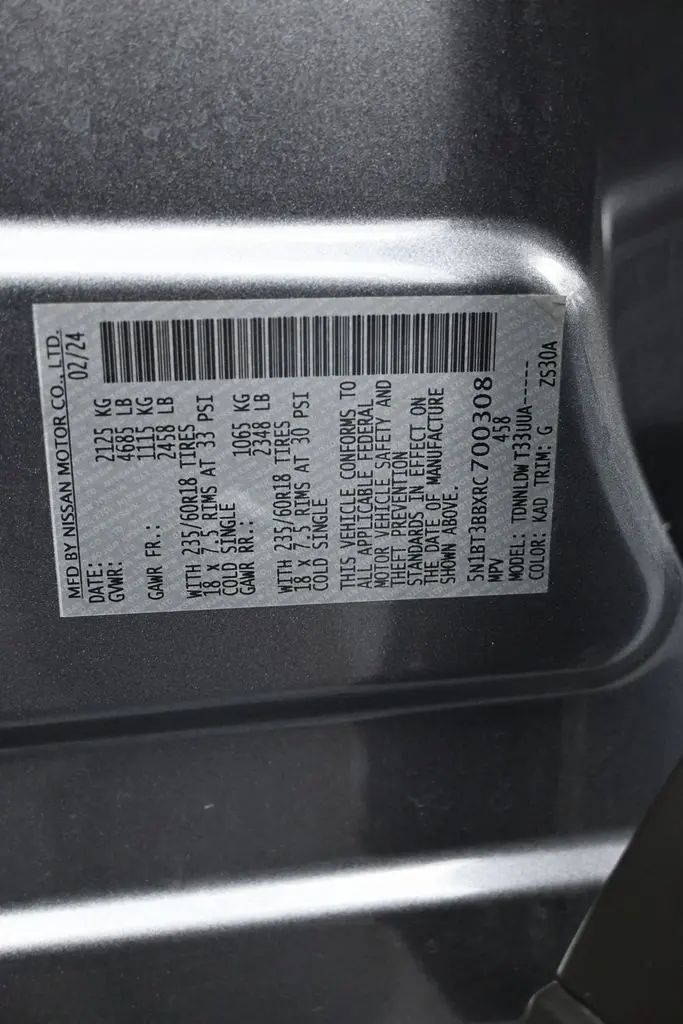 MFD BY NISSAN MOTOR CO., LTD.
DATE: 02/24
GVWR: 2125 KG
4685 LB
GAWR FR.: 1115 KG
2458 LB
WITH 235/60R18 TIRES
18 X 7.5 RIMS AT 33 PSI
COLD SINGLE
GAWR RR.: 1065 KG
2348 LB
WITH 235/60R18 TIRES
18 X 7.5 RIMS AT 30 PSI
COLD SINGLE
THIS VEHICLE CONFORMS TO
ALL APPLICABLE FEDERAL
MOTOR VEHICLE SAFETY AND
THEFT PREVENTION
STANDARDS IN EFFECT ON
THE DATE OF MANUFACTURE
SHOWN ABOVE.
5N1BT3BBXRC700308
MPV 458
MODEL: TDNNLDW T33UUA-----
COLOR: KAD TRIM: G ZS30A